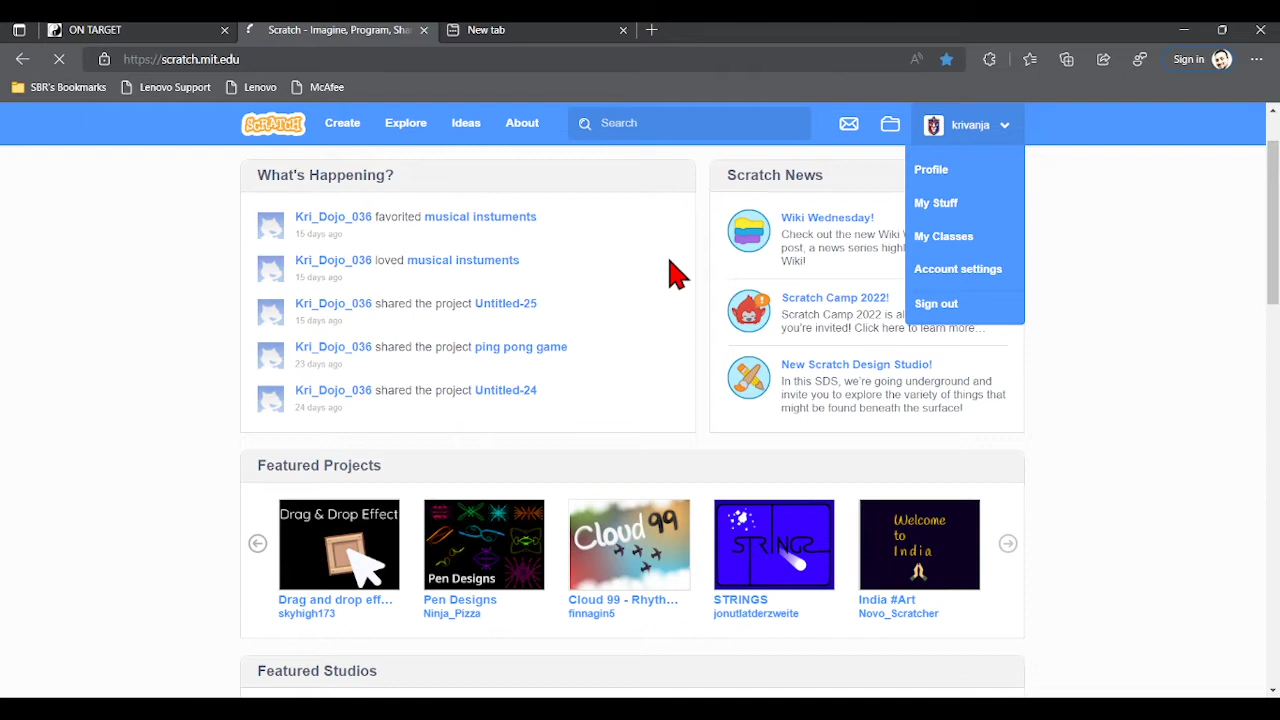 ON TARGET
Scratch - Imagine, Program, Sha
New tab
https://scratch.mit.edu
Sign in
SBR's Bookmarks
Lenovo Support
Lenovo
McAfee
SCRATCH
Create
Explore
Ideas
About
Search
krivanja
Profile
My Stuff
My Classes
Account settings
Sign out
What's Happening?
Kri_Dojo_036 favorited musical instuments
15 days ago
Kri_Dojo_036 loved musical instuments
15 days ago
Kri_Dojo_036 shared the project Untitled-25
15 days ago
Kri_Dojo_036 shared the project ping pong game
23 days ago
Kri_Dojo_036 shared the project Untitled-24
24 days ago
Scratch News
Wiki Wednesday!
Check out the new Wiki
post, a news series highl
Wiki!
Scratch Camp 2022!
Scratch Camp 2022 is al
you're invited! Click here to learn more…
New Scratch Design Studio!
In this SDS, we're going underground and
invite you to explore the variety of things that
might be found beneath the surface!
Featured Projects
Drag & Drop Effect
Pen Designs
Cloud 99
STRINGS
Welcome
to
India
Drag and drop eff...
skyhigh173
Pen Designs
Ninja_Pizza
Cloud 99 - Rhyth...
finnagin5
STRINGS
jonutlatderzweite
India #Art
Novo_Scratcher
Featured Studios